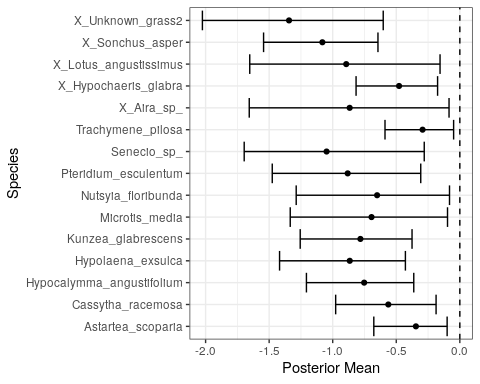 X_Unknown_grass2
X_Sonchus_asper
X_Lotus_angustissimus
X_Hypochaeris_glabra
X_Aira_sp_
Trachymene_pilosa
Senecio_sp_
Pteridium_esculentum
Nutsyia_floribunda
Microtis_media
Kunzea_glabrescens
Hypolaena_exsulca
Hypocalymma_angustifolium
Cassytha_racemosa
Astartea_scoparia
Species
-2.0 -1.5 -1.0 -0.5 0.0
Posterior Mean